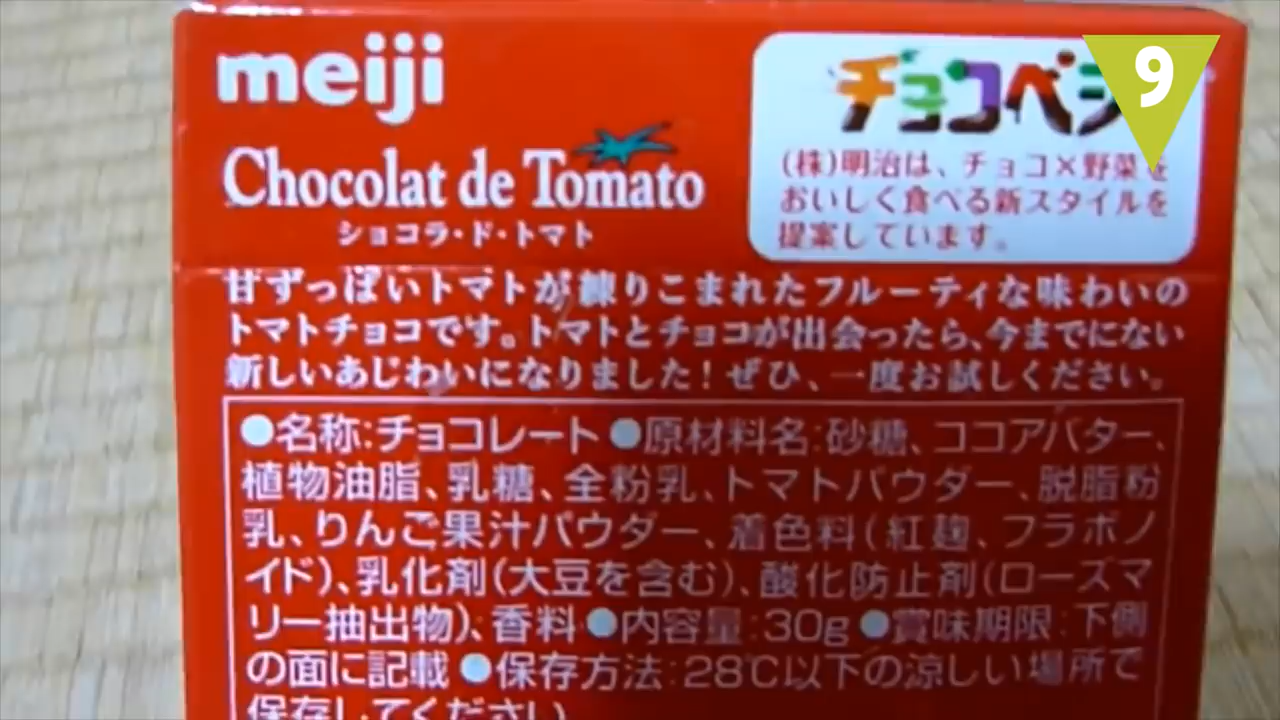 meiji
Chocolat de Tomato
ショコラ・ド・トマト
チョコベジ
9
(株)明治は、チョコ×野菜を
おいしく食べる新スタイルを
提案しています。
甘ずっぱいトマトが練りこまれたフルーティな味わいの
トマトチョコです。トマトとチョコが出会ったら、今までにない
新しいあじわいになりました!ぜひ、一度お試しください。
●名称:チョコレート ●原材料名:砂糖、ココアバター、
植物油脂、乳糖、全粉乳、トマトパウダー、脱脂粉
乳、りんご果汁パウダー、着色料(紅麹、フラボノ
イド)、乳化剤(大豆を含む)、酸化防止剤(ローズマ
リー抽出物)、香料 ●内容量:30g ●賞味期限:下側
の面に記載 ●保存方法:28℃以下の涼しい場所で
保存してください。